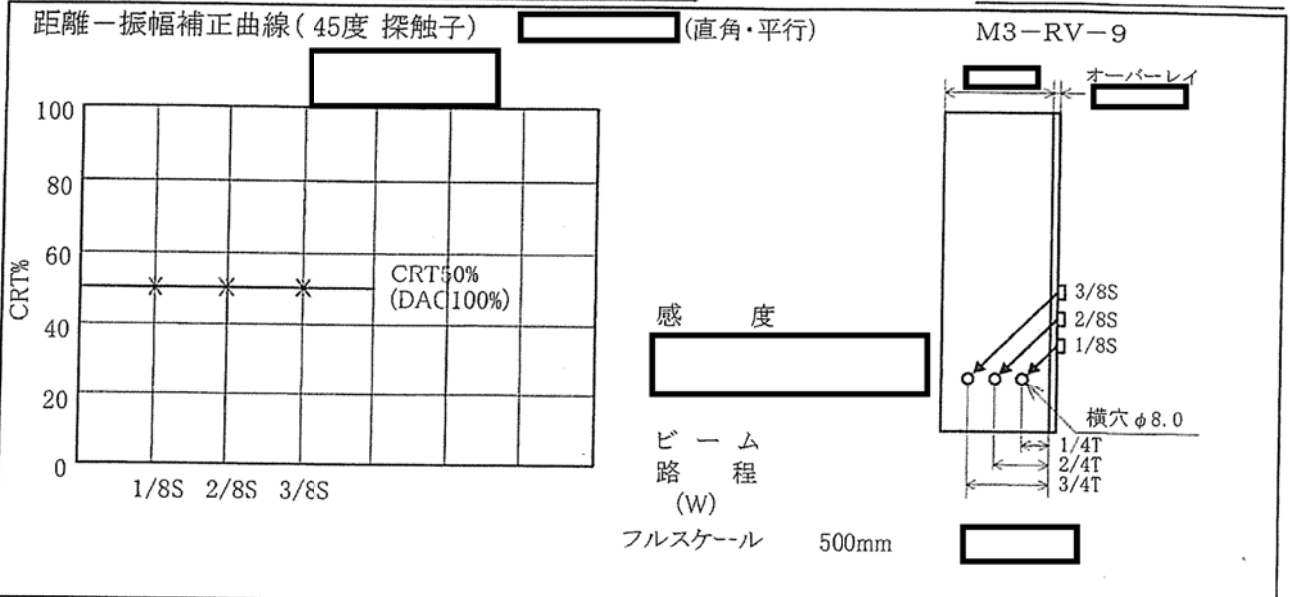 距離－振幅補正曲線( 45度 探触子)
(直角・平行)
M3－RV－9
オーバーレイ
100
80
60
40
20
0
CRT%
CRT50%
(DAC100%)
1/8S 2/8S 3/8S
感 度
ビ ー ム
路 程
(W)
フルスケール 500mm
3/8S
2/8S
1/8S
横穴φ8.0
1/4T
2/4T
3/4T